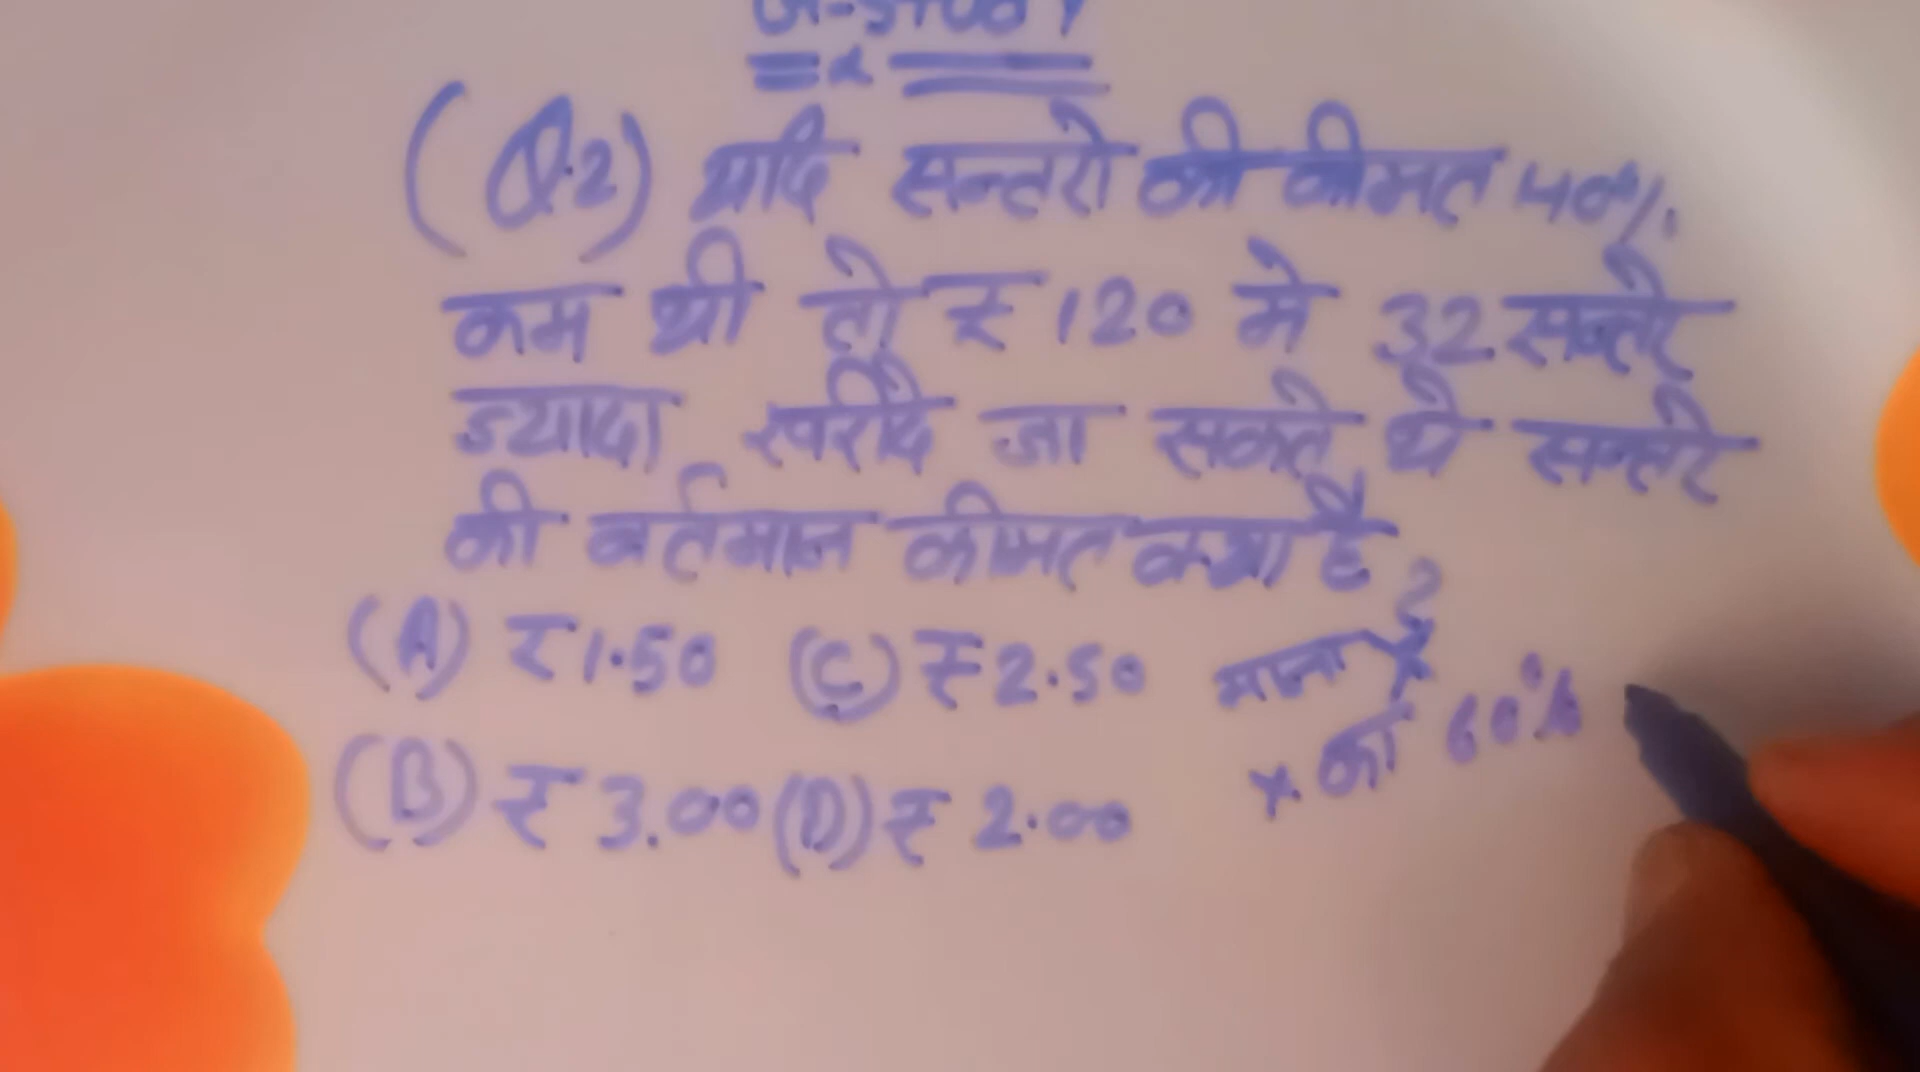 (Q.2) यदि सन्तरो की कीमत 40%
कम थी तो ₹ 120 मे 32 सन्तरे
ज्यादा खरीदे जा सकते थे सन्तरे
की वर्तमान कीमत क्या है ?
(A) ₹ 1.50 (C) ₹ 2.50
(B) ₹ 3.00 (D) ₹ 2.00
माना x
x का 60%